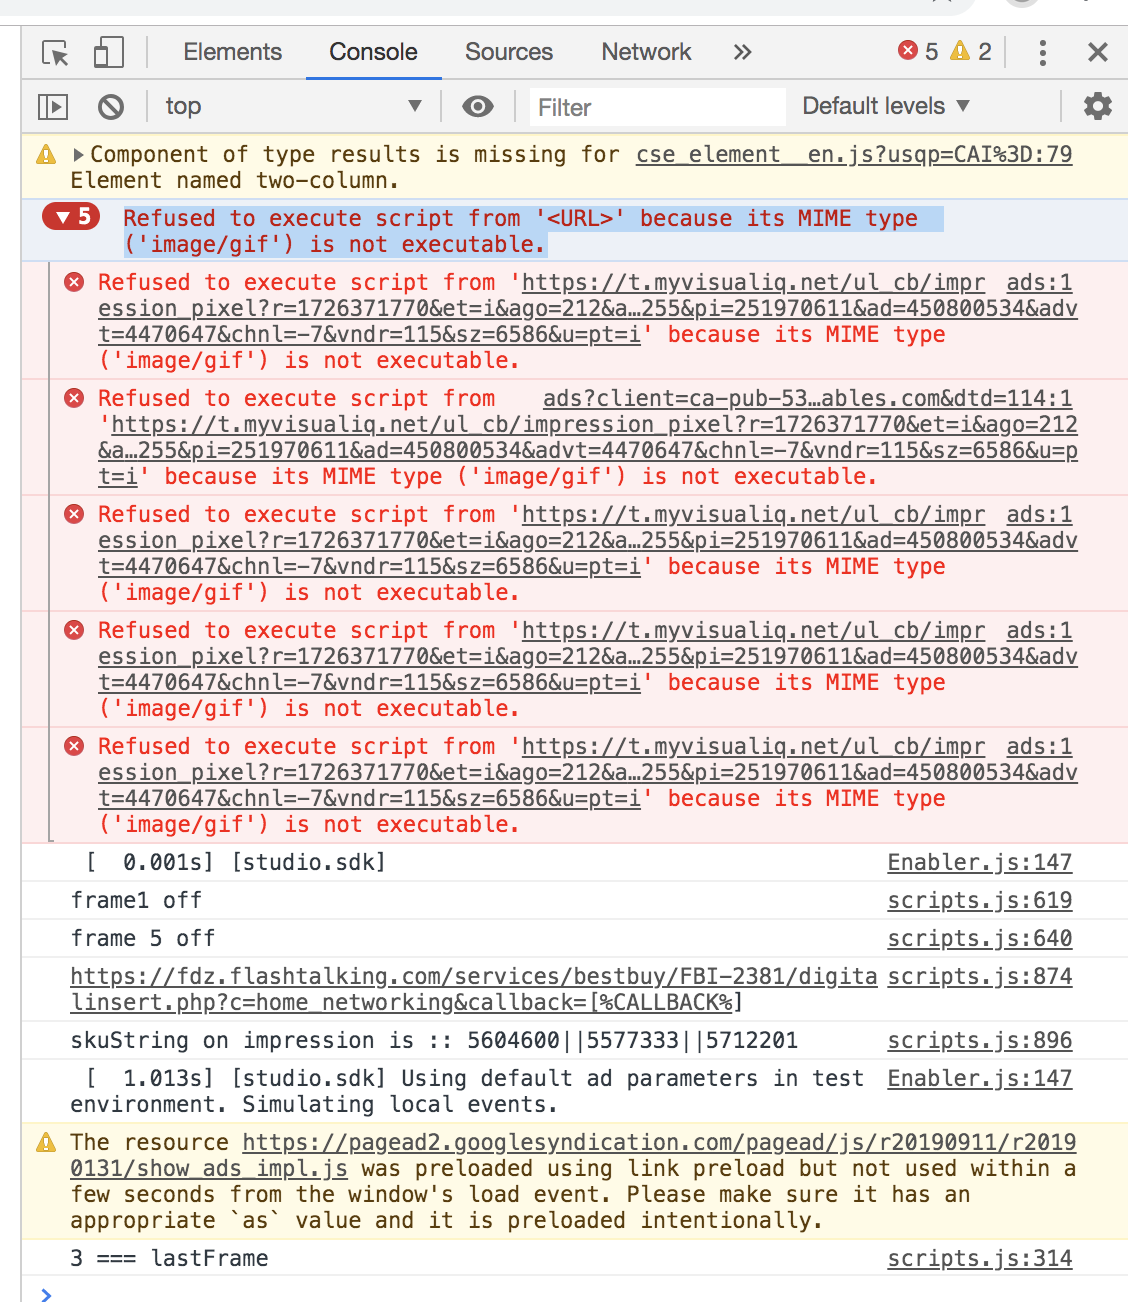 Elements Console Sources Network » 5 2
top Filter Default levels
Component of type results is missing for cse_element__en.js?usqp=CAI%3D:79
Element named two-column.
5 Refused to execute script from '<URL>' because its MIME type
('image/gif') is not executable.
Refused to execute script from 'https://t.myvisualiq.net/ul_cb/impr ads:1
ession_pixel?r=1726371770&et=i&ago=212&a…255&pi=251970611&ad=450800534&adv
t=4470647&chnl=-7&vndr=115&sz=6586&u=pt=i' because its MIME type
('image/gif') is not executable.
Refused to execute script from ads?client=ca-pub-53…ables.com&dtd=114:1
'https://t.myvisualiq.net/ul_cb/impression_pixel?r=1726371770&et=i&ago=212
&a…255&pi=251970611&ad=450800534&advt=4470647&chnl=-7&vndr=115&sz=6586&u=p
t=i' because its MIME type ('image/gif') is not executable.
Refused to execute script from 'https://t.myvisualiq.net/ul_cb/impr ads:1
ession_pixel?r=1726371770&et=i&ago=212&a…255&pi=251970611&ad=450800534&adv
t=4470647&chnl=-7&vndr=115&sz=6586&u=pt=i' because its MIME type
('image/gif') is not executable.
Refused to execute script from 'https://t.myvisualiq.net/ul_cb/impr ads:1
ession_pixel?r=1726371770&et=i&ago=212&a…255&pi=251970611&ad=450800534&adv
t=4470647&chnl=-7&vndr=115&sz=6586&u=pt=i' because its MIME type
('image/gif') is not executable.
Refused to execute script from 'https://t.myvisualiq.net/ul_cb/impr ads:1
ession_pixel?r=1726371770&et=i&ago=212&a…255&pi=251970611&ad=450800534&adv
t=4470647&chnl=-7&vndr=115&sz=6586&u=pt=i' because its MIME type
('image/gif') is not executable.
[ 0.001s] [studio.sdk] Enabler.js:147
frame1 off scripts.js:619
frame 5 off scripts.js:640
https://fdz.flashtalking.com/services/bestbuy/FBI-2381/digita scripts.js:874
linsert.php?c=home_networking&callback=[%CALLBACK%]
skuString on impression is :: 5604600||5577333||5712201 scripts.js:896
[ 1.013s] [studio.sdk] Using default ad parameters in test Enabler.js:147
environment. Simulating local events.
The resource https://pagead2.googlesyndication.com/pagead/js/r20190911/r2019
0131/show_ads_impl.js was preloaded using link preload but not used within a
few seconds from the window's load event. Please make sure it has an
appropriate `as` value and it is preloaded intentionally.
3 === lastFrame scripts.js:314